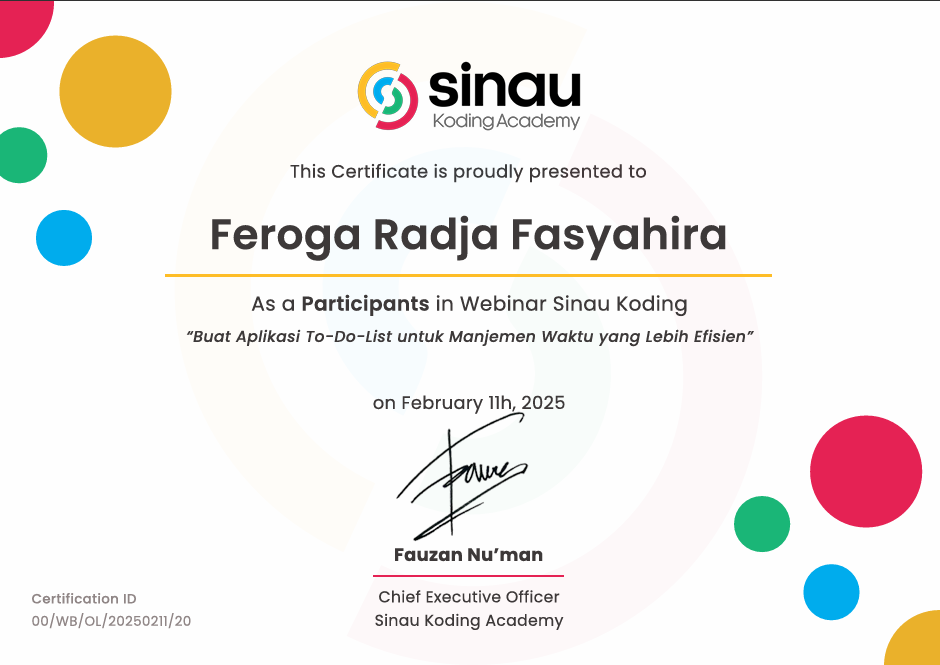 sinau
Koding Academy
This Certificate is proudly presented to
Feroga Radja Fasyahira
As a Participants in Webinar Sinau Koding
“Buat Aplikasi To-Do-List untuk Manjemen Waktu yang Lebih Efisien”
on February 11h, 2025
Fauzan Nu’man
Chief Executive Officer
Sinau Koding Academy
Certification ID
00/WB/OL/20250211/20